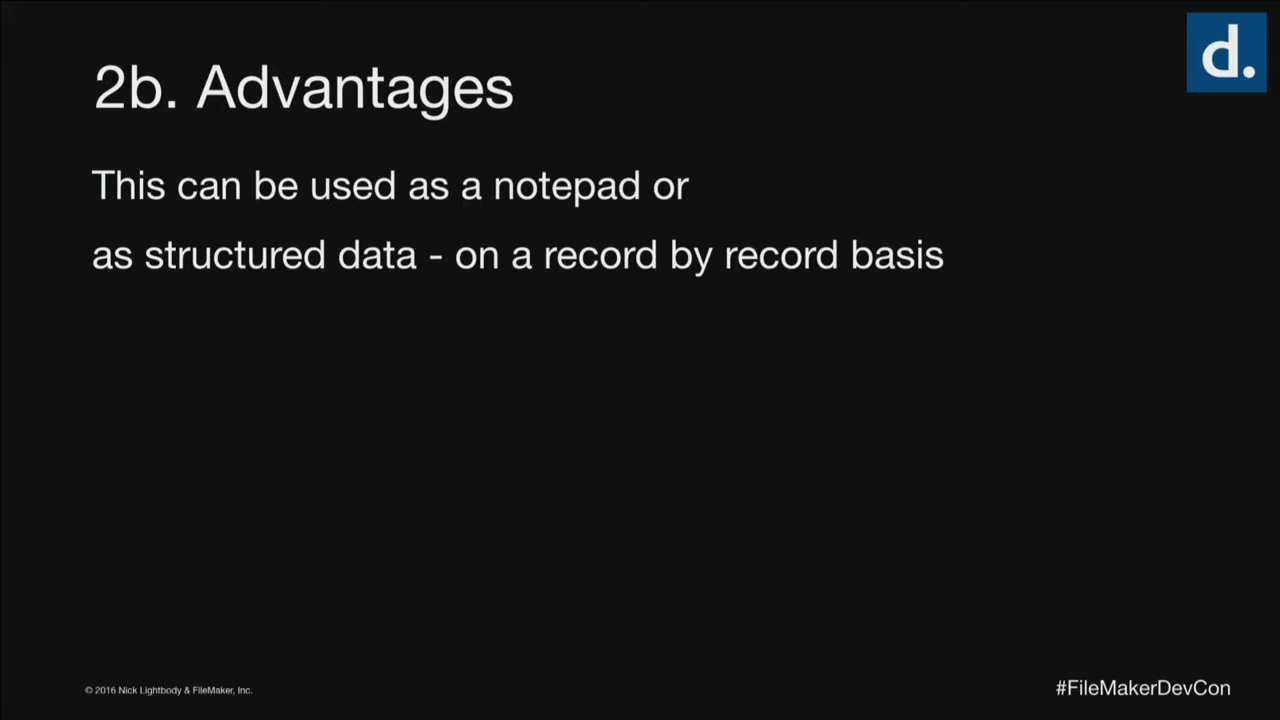 d.
2b. Advantages
This can be used as a notepad or
as structured data - on a record by record basis
© 2016 Nick Lightbody & FileMaker, Inc.
#FileMakerDevCon